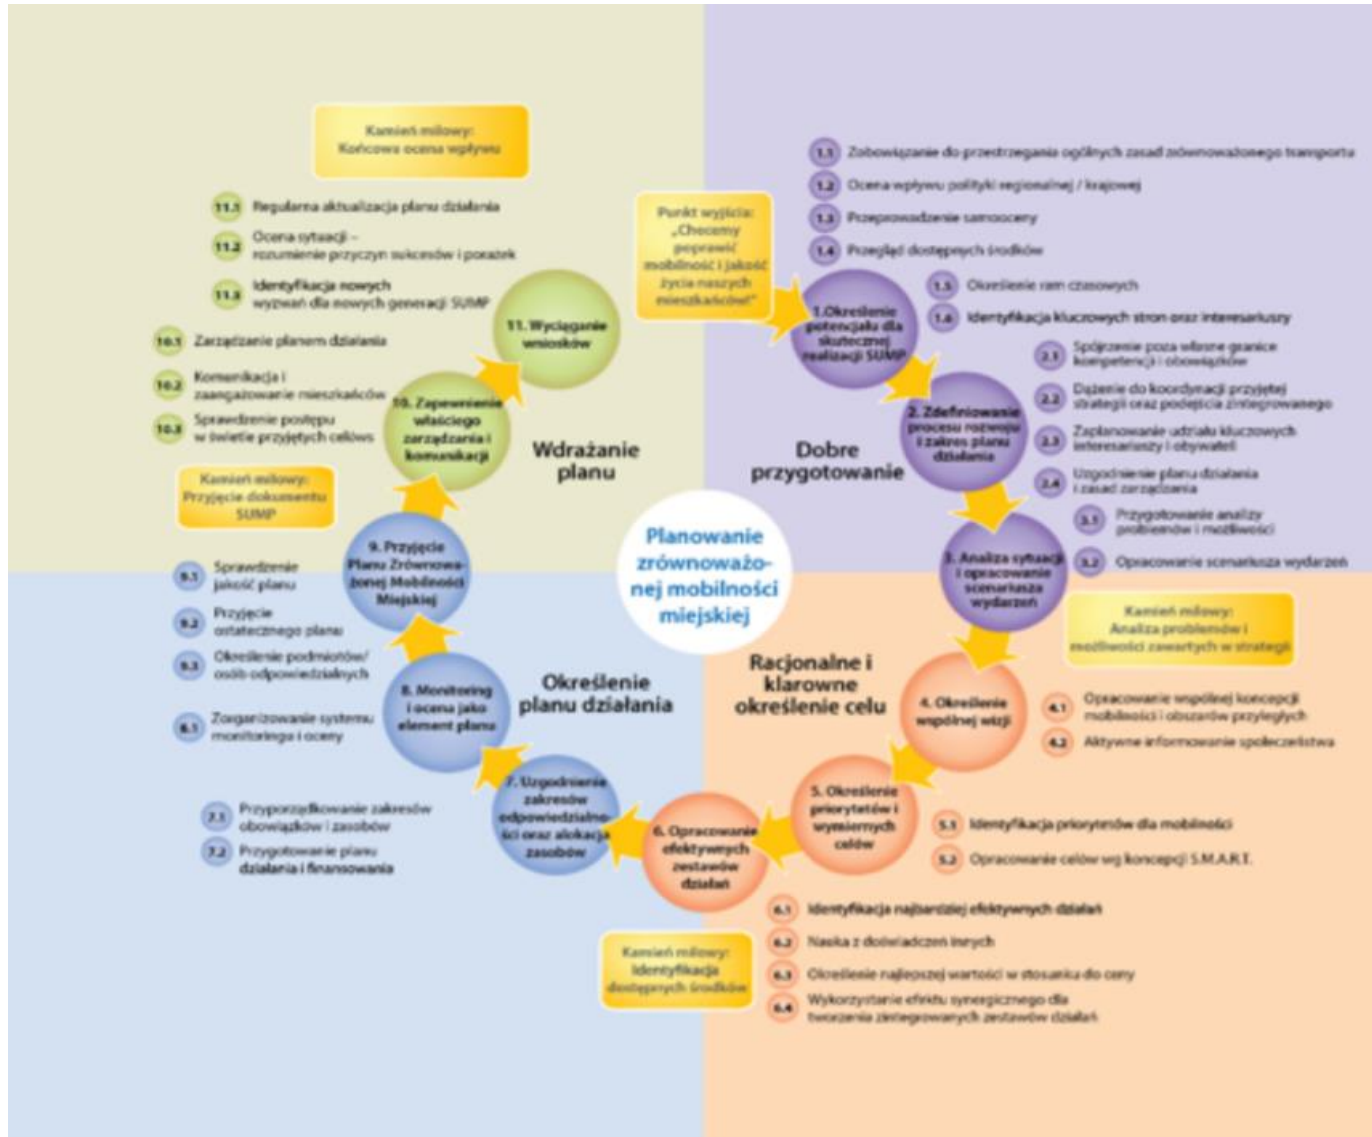 Kamień milowy:
Końcowa ocena wpływu
11.1 Regularna aktualizacja planu działania
11.2 Ocena sytuacji –
rozumienie przyczyn sukcesów i porażek
11.3 Identyfikacja nowych
wyzwań dla nowych generacji SUMP
11. Wyciąganie
wniosków
10.1 Zarządzanie planem działania
10.2 Komunikacja i
zaangażowanie mieszkańców
10.3 Sprawdzenie postępu
w świetle przyjętych celóws
10. Zapewnienie
właściego
zarządzania i
komunikacji
Wdrażanie
planu
Kamień milowy:
Przyjęcie dokumentu
SUMP
Punkt wyjścia:
„Chocemy
poprawić
mobilność i jakość
życia naszych
mieszkańców!”
1.1 Zobowiązanie do przestrzegania ogólnych zasad zrównoważonego transportu
1.2 Ocena wpływu polityki regionalnej / krajowej
1.3 Przeprowadzenie samooceny
1.4 Przegląd dostępnych środków
1.5 Określenie ram czasowych
1.6 Identyfikacja kluczowych stron oraz interesariuszy
1.Określenie
potencjału dla
skutecznej
realizacji SUMP
2.1 Spójrzenie poza własne granice
kompetencji i obowiązków
2.2 Dążenie do koordynacji przyjętej
strategii oraz podejścia zintegrowanego
2.3 Zaplanowanie udziału kluczowych
interesariuszy i obywateli
2.4 Uzgodnienie planu działania
i zasad zarządzania
2. Zdefiniowanie
procesu rozwoju
i zakres planu
działania
Dobre
przygotowanie
3.1 Przygotowanie analizy
problemów i możliwości
3.2 Opracowanie scenariusza wydarzeń
3. Analiza sytuacji
i opracowanie
scenariusza
wydarzeń
Planowanie
zrównoważo-
nej mobilności
miejskiej
Kamień milowy:
Analiza problemów i
możliwości zawartych w strategii
Racjonalne i
klarowne
określenie celu
4. Określenie
wspólnej wizji
4.1 Opracowanie wspólnej koncepcji
mobilności i obszarów przyległych
4.2 Aktywne informowanie społeczeństwa
5. Określenie
priorytetów i
wymiernych
celów
5.1 Identyfikacja priorytetów dla mobilności
5.2 Opracowanie celów wg koncepcji S.M.A.R.T.
6. Opracowanie
efektywnych
zestawów
działań
6.1 Identyfikacja najbardziej efektywnych działań
6.2 Nauka z doświadczeń innych
6.3 Określenie najlepszej wartości w stosunku do ceny
6.4 Wykorzystanie efektu synergicznego dla
tworzenia zintegrowanych zestawów działań
Kamień milowy:
Identyfikacja
dostępnych środków
9. Przyjęcie
Planu Zrównowa-
żonej Mobilności
Miejskiej
9.1 Sprawdzenie
jakość planu
9.2 Przyjęcie
ostatecznego planu
9.3 Określenie podmiotów/
osób odpowiedzialnych
Określenie
planu działania
8. Monitoring
i ocena jako
element planu
8.1 Zorganizowanie systemu
monitoringa i oceny
7. Uzgodnienie
zakresów
odpowiedzialno-
ści oraz alokacja
zasobów
7.1 Przyporządkowanie zakresów
obowiązków i zasobów
7.2 Przygotowanie planu
działania i finansowania